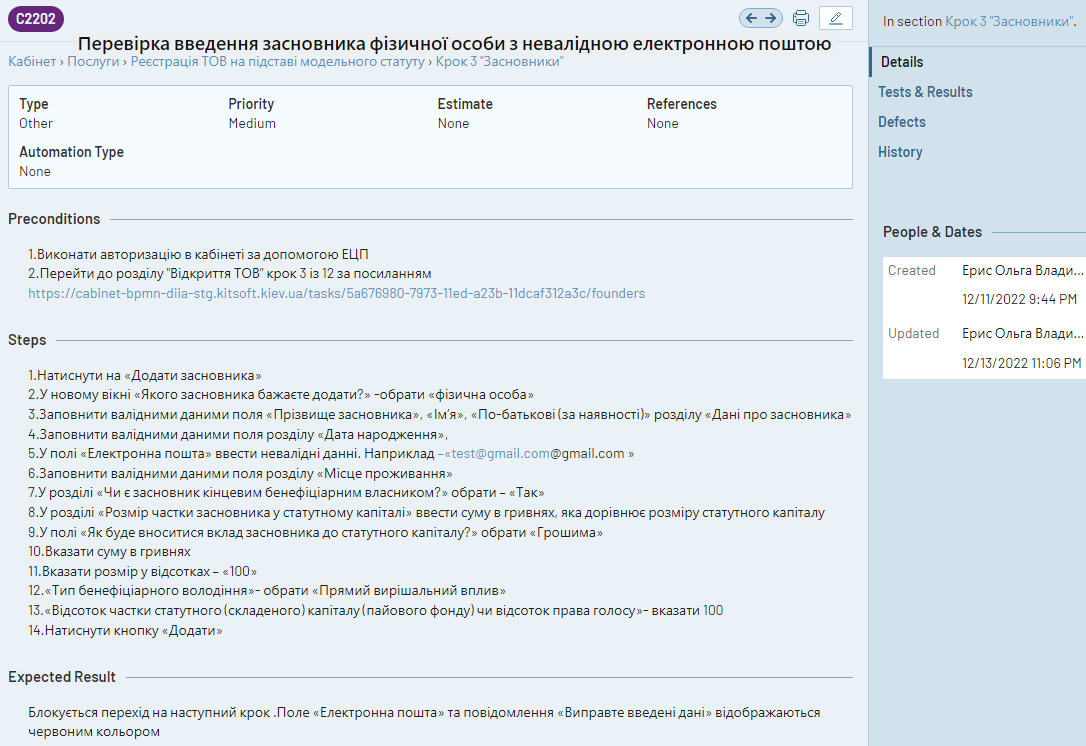 C2202
Перевірка введення засновника фізичної особи з невалідною електронною поштою
Кабінет › Послуги › Реєстрація ТОВ на підставі модельного статуту › Крок 3 "Засновники"
Type
Other
Priority
Medium
Estimate
None
References
None
Automation Type
None
Preconditions
1.Виконати авторизацію в кабінеті за допомогою ЕЦП
2.Перейти до розділу "Відкриття ТОВ" крок 3 із 12 за посиланням
https://cabinet-bpmn-diia-stg.kitsoft.kiev.ua/tasks/5a676980-7973-11ed-a23b-11dcaf312a3c/founders
Steps
1.Натиснути на «Додати засновника»
2.У новому вікні «Якого засновника бажаєте додати?» -обрати «фізична особа»
3.Заповнити валідними даними поля «Прізвище засновника», «Ім’я», «По-батькові (за наявності)» розділу «Дані про засновника»
4.Заповнити валідними даними поля розділу «Дата народження»,
5.У полі «Електронна пошта» ввести невалідні данні. Наприклад –«test@gmail.com@gmail.com »
6.Заповнити валідними даними поля розділу «Місце проживання»
7.У розділі «Чи є засновник кінцевим бенефіціарним власником?» обрати – «Так»
8.У розділі «Розмір частки засновника у статутному капіталі» ввести суму в гривнях, яка дорівнює розміру статутного капіталу
9.У полі «Як буде вноситися вклад засновника до статутного капіталу?» обрати «Грошима»
10.Вказати суму в гривнях
11.Вказати розмір у відсотках – «100»
12.«Тип бенефіціарного володіння»- обрати «Прямий вирішальний вплив»
13.«Відсоток частки статутного (складеного) капіталу (пайового фонду) чи відсоток права голосу»- вказати 100
14.Натиснути кнопку «Додати»
Expected Result
Блокується перехід на наступний крок .Поле «Електронна пошта» та повідомлення «Виправте введені дані» відображаються
червоним кольором
In section Крок 3 "Засновники".
Details
Tests & Results
Defects
History
People & Dates
Created
Ерис Ольга Влади...
12/11/2022 9:44 PM
Updated
Ерис Ольга Влади...
12/13/2022 11:06 PM